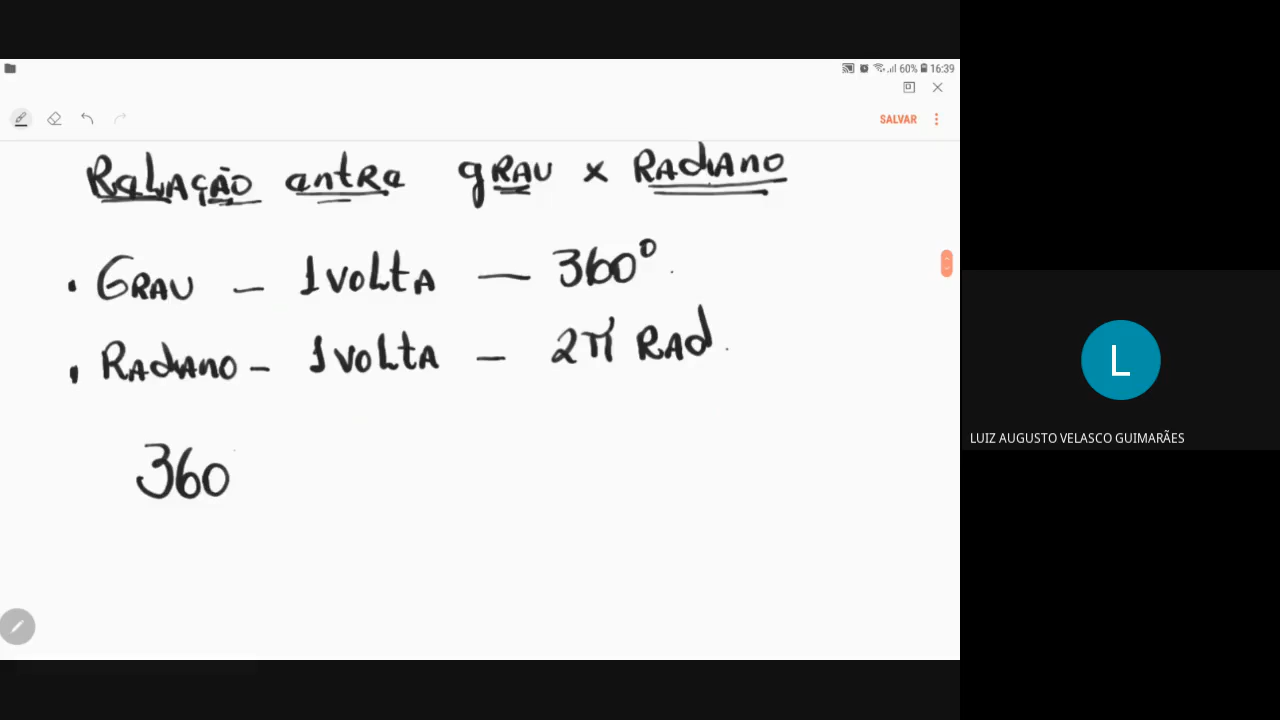 60% 16:39
SALVAR
Relação entre grau x Radiano
• Grau - 1 volta - 360°
• Radiano - 1 volta - 2π Rad
360
L
LUIZ AUGUSTO VELASCO GUIMARÃES